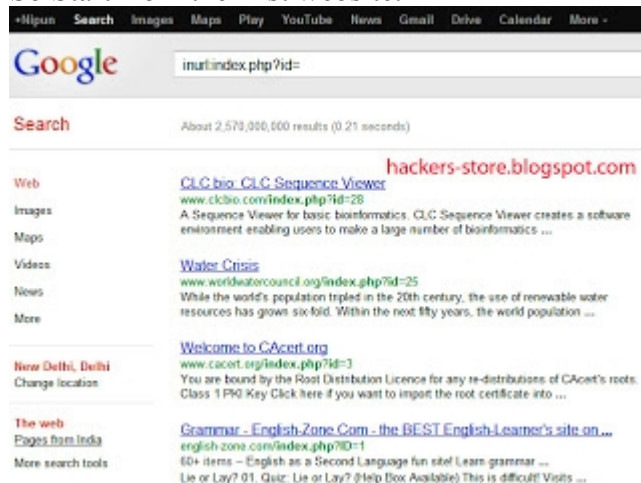 +Nipun Search Images Maps Play YouTube News Gmail Drive Calendar More -
Google
inurl:index.php?id=
Search
About 2,570,000,000 results (0.21 seconds)
hackers-store.blogspot.com
Web
Images
Maps
Videos
News
More
New Delhi, Delhi
Change location
The web
Pages from India
More search tools
CLC bio: CLC Sequence Viewer
www.clcbio.com/index.php?id=28
A Sequence Viewer for basic bioinformatics. CLC Sequence Viewer creates a software
environment enabling users to make a large number of bioinformatics ...
Water Crisis
www.worldwatercouncil.org/index.php?id=25
While the world's population tripled in the 20th century, the use of renewable water
resources has grown six-fold. Within the next fifty years, the world population ...
Welcome to CAcert.org
www.cacert.org/index.php?id=3
You are bound by the Root Distribution Licence for any re-distributions of CAcert's roots.
Class 1 PKI Key Click here if you want to import the root certificate into ...
Grammar - English-Zone.Com - the BEST English-Learner's site on ...
english-zone.com/index.php?ID=1
60+ items – English as a Second Language fun site! Learn grammar ...
Lie or Lay? 01. Quiz: Lie or Lay? (Help Box Available) This is difficult! Visits ...